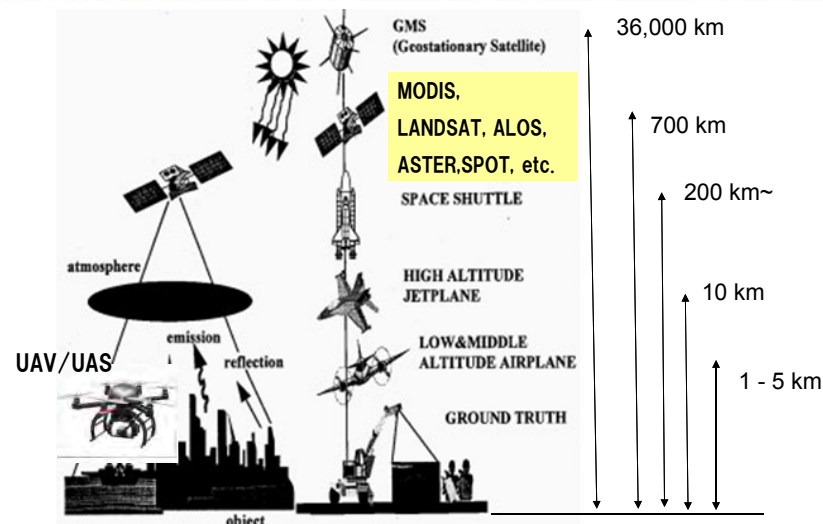 GMS
(Geostationary Satellite)
36,000 km
MODIS,
LANDSAT, ALOS,
ASTER,SPOT, etc.
700 km
SPACE SHUTTLE
200 km~
atmosphere
HIGH ALTITUDE
JETPLANE
10 km
emission
reflection
LOW&MIDDLE
ALTITUDE AIRPLANE
UAV/UAS
1 - 5 km
GROUND TRUTH
object